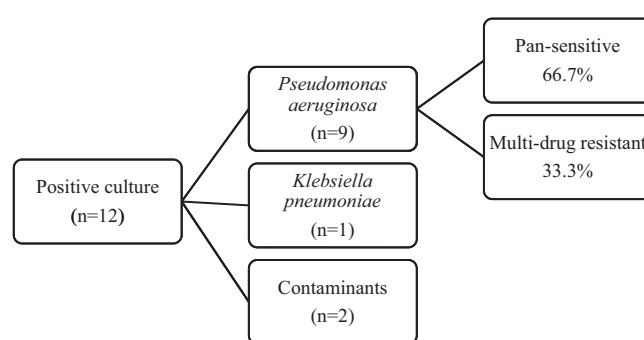 Positive culture
(n=12)
Pseudomonas
aeruginosa
(n=9)
Klebsiella
pneumoniae
(n=1)
Contaminants
(n=2)
Pan-sensitive
66.7%
Multi-drug resistant
33.3%